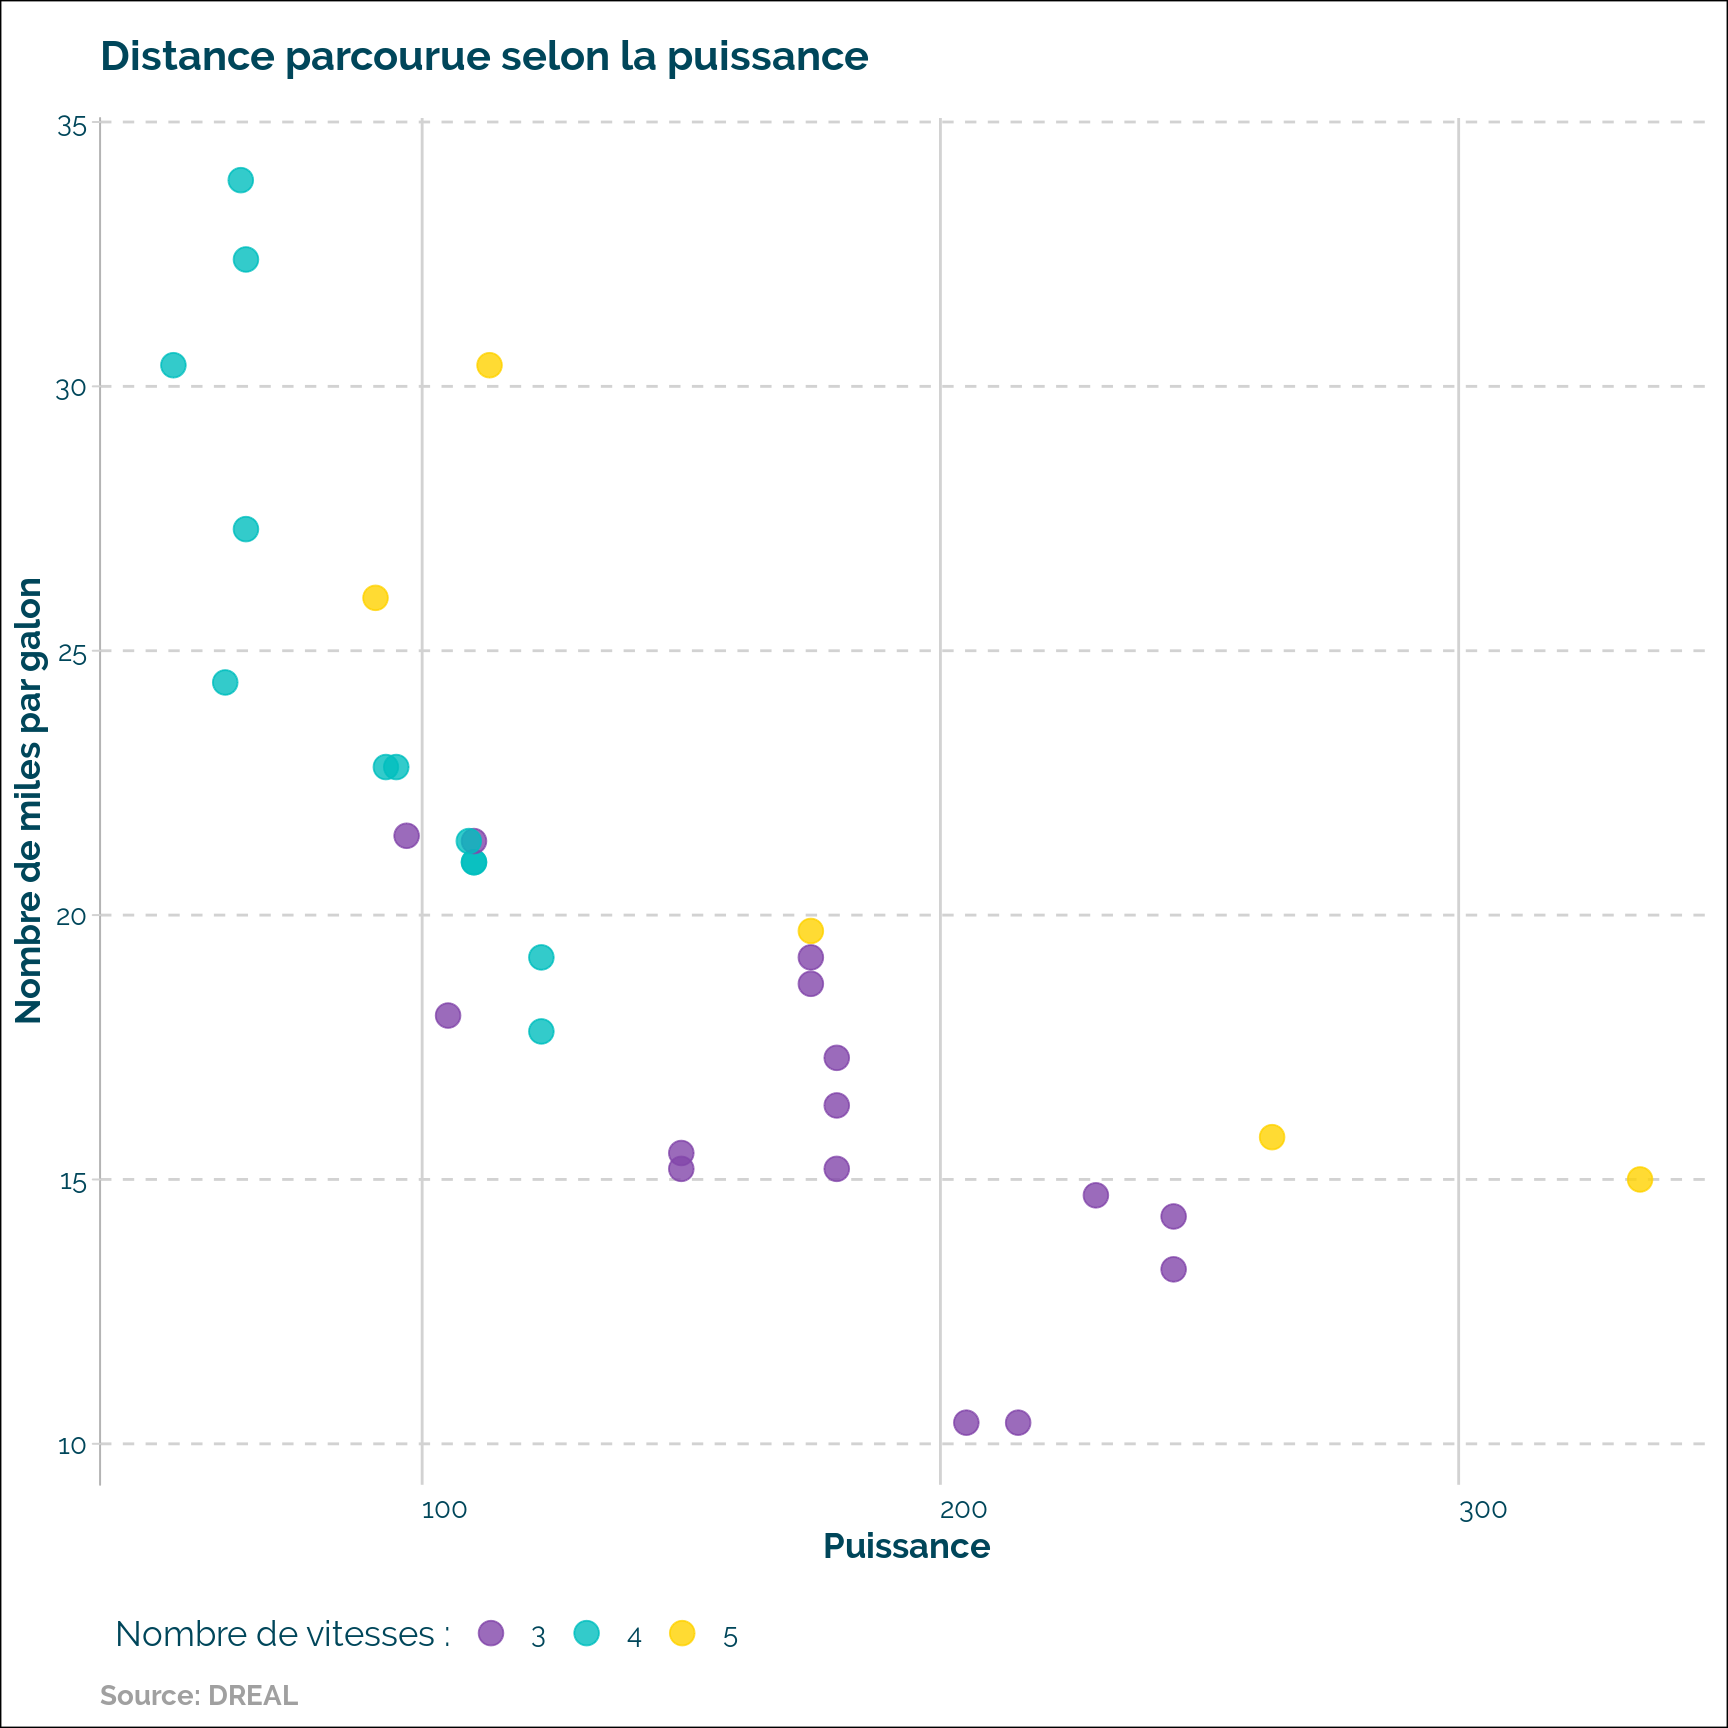 Distance parcourue selon la puissance
35
30
25
20
15
10
Nombre de miles par galon
100 200 300
Puissance
Nombre de vitesses : 3 4 5
Source: DREAL